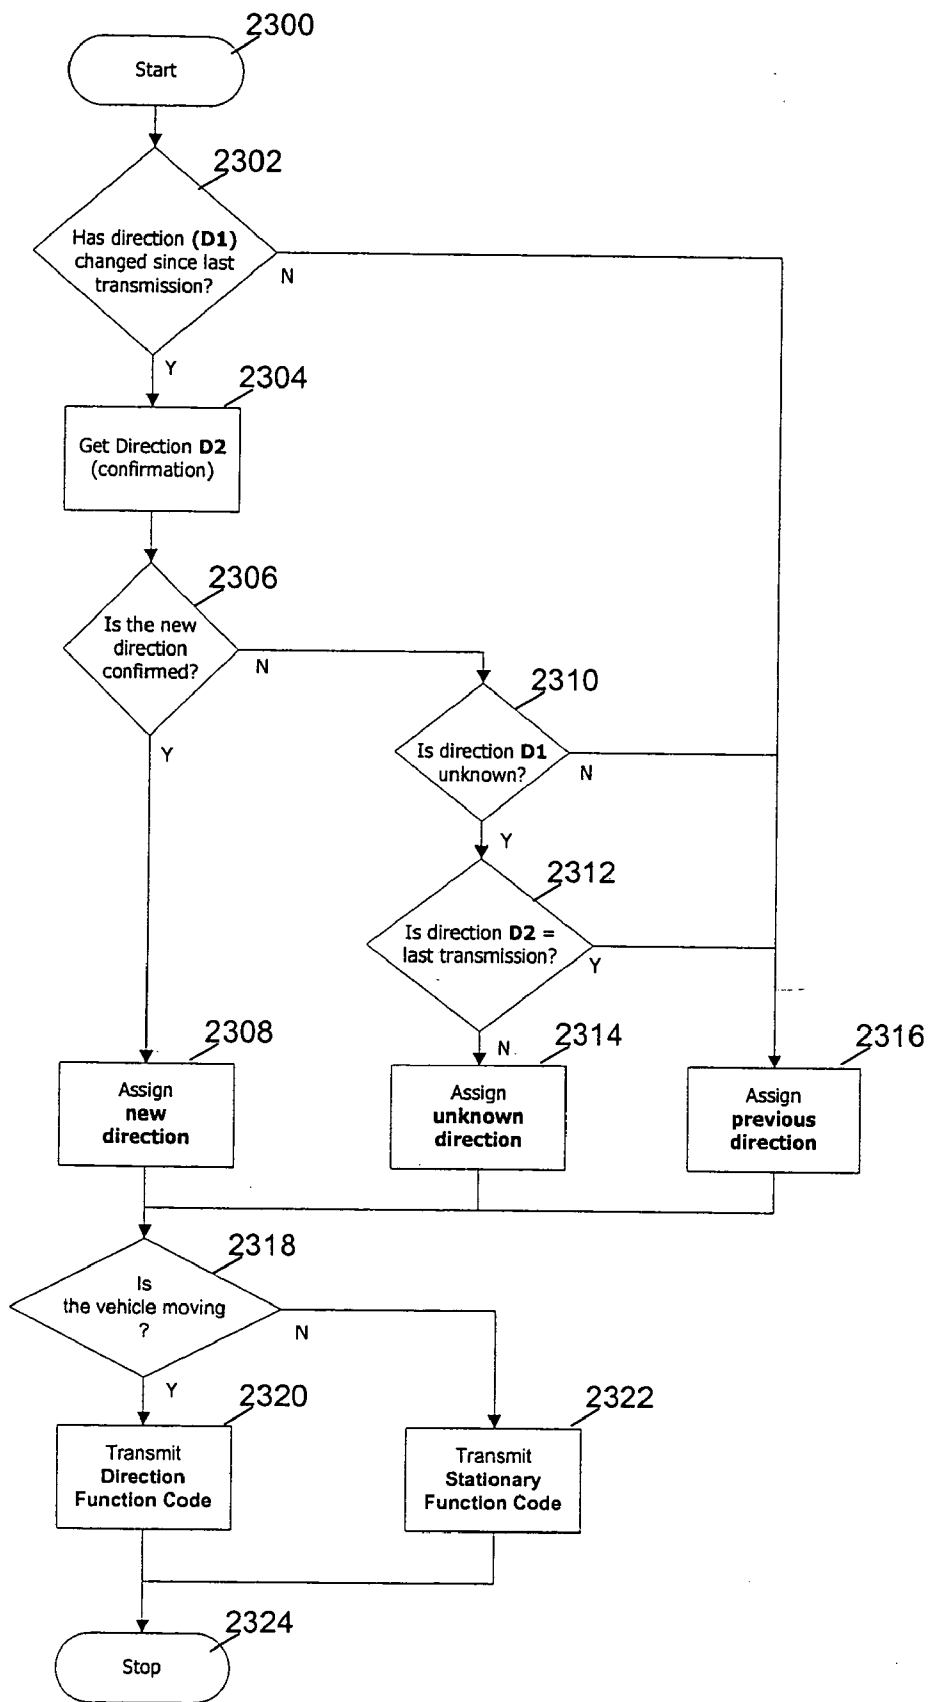 2300
Start
2302
Has direction (D1)
changed since last
transmission?
N
Y
2304
Get Direction D2
(confirmation)
2306
Is the new
direction
confirmed?
N
Y
2310
Is direction D1
unknown?
N
Y
2312
Is direction D2 =
last transmission?
Y
N
2308
Assign
new
direction
2314
Assign
unknown
direction
2316
Assign
previous
direction
2318
Is
the vehicle moving
?
N
Y
2320
Transmit
Direction
Function Code
2322
Transmit
Stationary
Function Code
2324
Stop